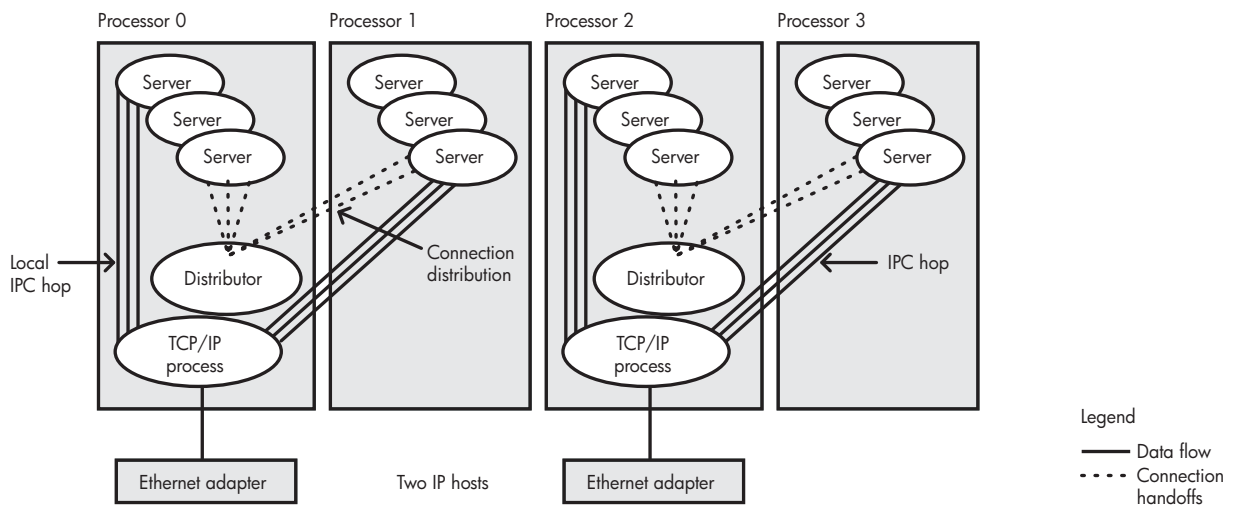 Processor 0
Processor 1
Processor 2
Processor 3
Server
Server
Server
Server
Server
Server
Server
Server
Server
Server
Server
Server
Local
IPC hop
Distributor
Connection
distribution
Distributor
IPC hop
TCP/IP
process
TCP/IP
process
Ethernet adapter
Two IP hosts
Ethernet adapter
Legend
Data flow
Connection
handoffs